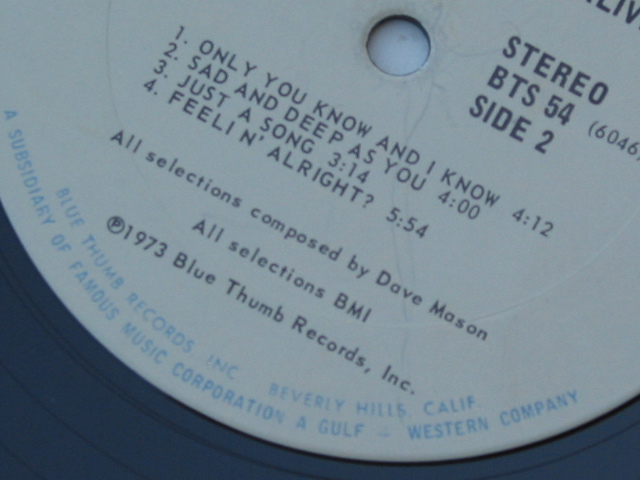 STEREO
BTS 54
(6046)
SIDE 2
1. ONLY YOU KNOW AND I KNOW 4:12
2. SAD AND DEEP AS YOU 4:00
3. JUST A SONG 3:14
4. FEELIN' ALRIGHT? 5:54
All selections composed by Dave Mason
All selections BMI
℗1973 Blue Thumb Records, Inc.
BLUE THUMB RECORDS, INC. BEVERLY HILLS, CALIF.
A SUBSIDIARY OF FAMOUS MUSIC CORPORATION A GULF - WESTERN COMPANY